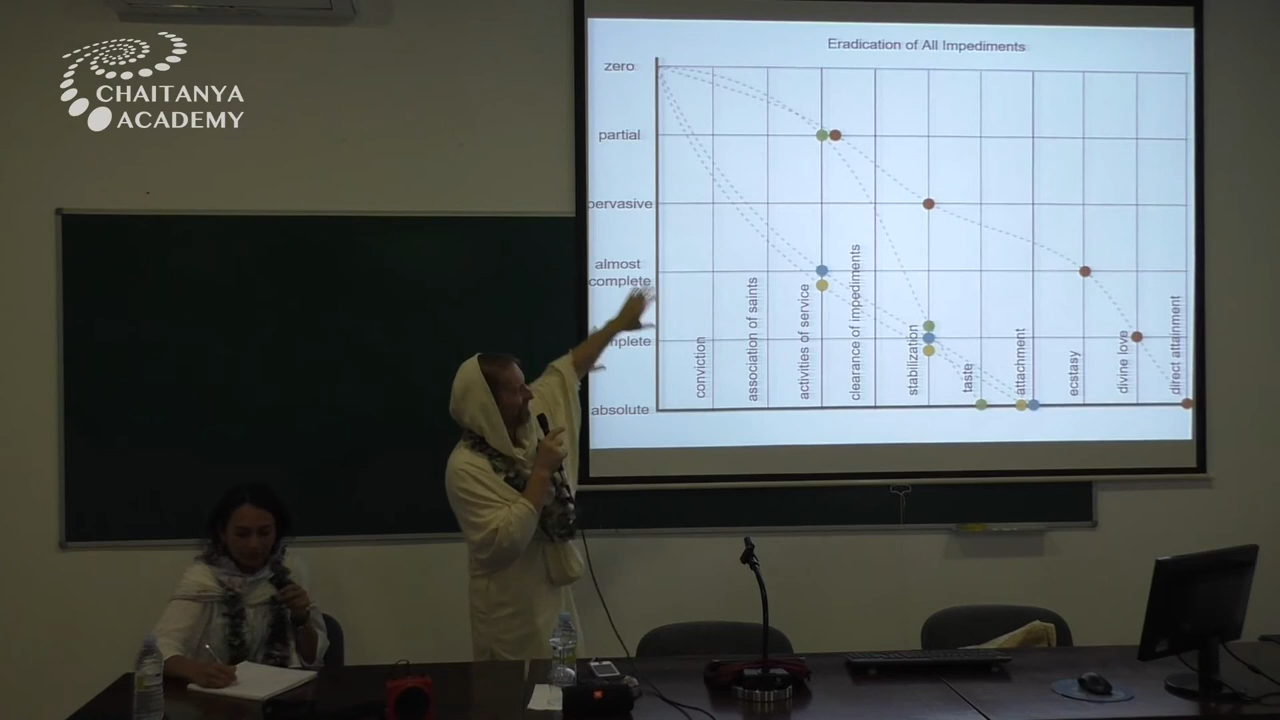 CHAITANYA
ACADEMY
Eradication of All Impediments
zero
partial
pervasive
almost
complete
absolute
conviction
association of saints
activities of service
clearance of impediments
stabilization
taste
attachment
ecstasy
divine love
direct attainment